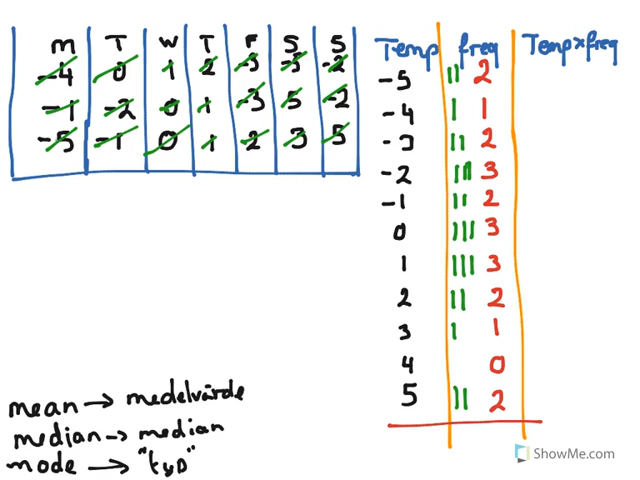 M T W T F S S
-4 0 1 2 -3 -5 -2
-1 -2 0 1 -3 5 -2
-5 -1 0 1 2 3 5
Temp freq Temp×freq
-5 || 2
-4 | 1
-3 || 2
-2 ||| 3
-1 || 2
0 ||| 3
1 ||| 3
2 || 2
3 | 1
4 0
5 || 2
mean → medelvärde
median → median
mode → "typ"
ShowMe.com